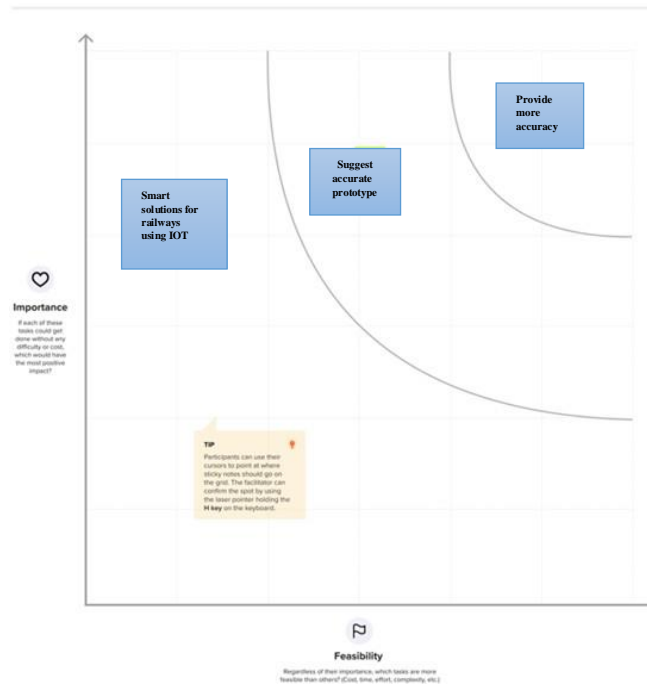 Provide
more
accuracy
Suggest
accurate
prototype
Smart
solutions for
railways
using IOT
Importance
If each of these
tasks could get
done without any
difficulty or cost,
which would have
the most positive
impact?
TIP
Participants can use their
cursors to point at where
sticky notes should go on
the grid. The facilitator can
confirm the spot by using
the laser pointer holding the
H key on the keyboard.
Feasibility
Regardless of their importance, which tasks are more
feasible than others? (Cost, time, effort, complexity, etc.)